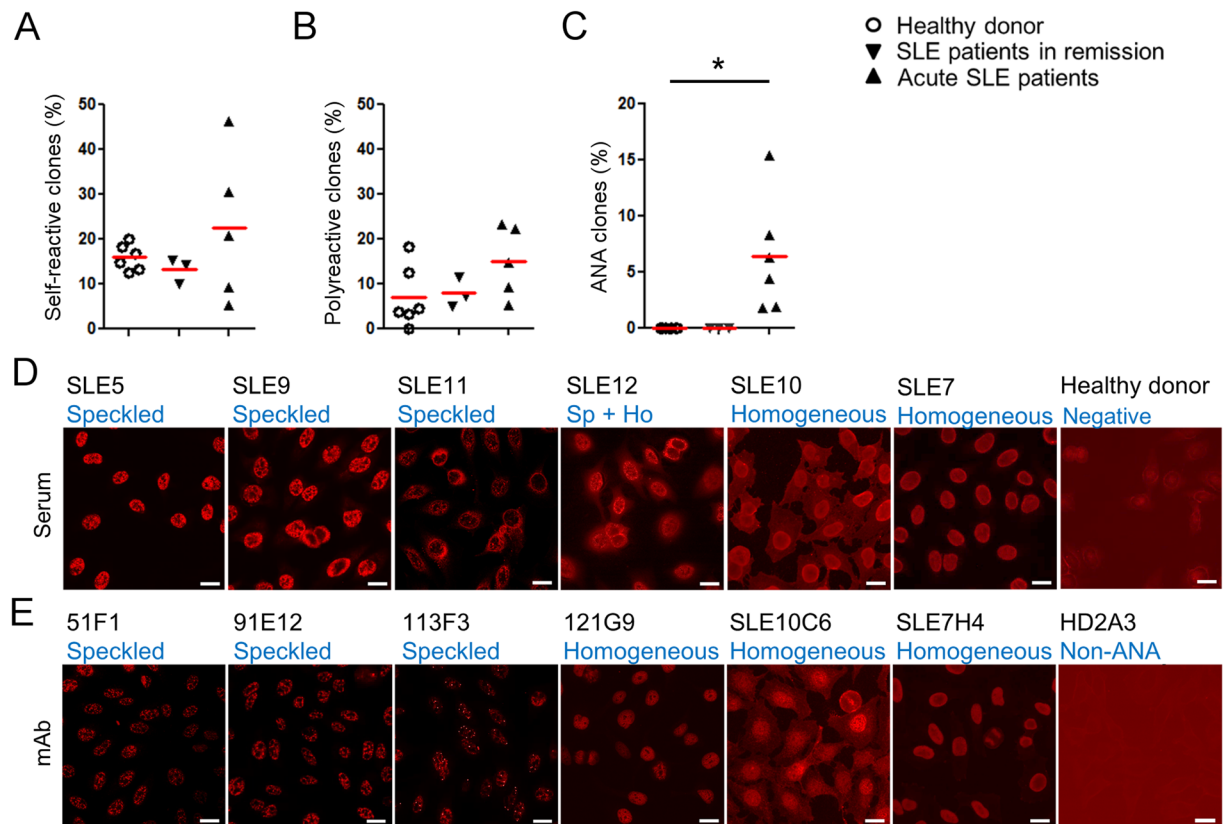 A
B
C
Healthy donor
SLE patients in remission
Acute SLE patients
Self-reactive clones (%)
50
40
30
20
10
0
Polyreactive clones (%)
50
40
30
20
10
0
ANA clones (%)
20
15
10
5
0
*
D
SLE5
Speckled
SLE9
Speckled
SLE11
Speckled
SLE12
Sp + Ho
SLE10
Homogeneous
SLE7
Homogeneous
Healthy donor
Negative
Serum
E
51F1
Speckled
91E12
Speckled
113F3
Speckled
121G9
Homogeneous
SLE10C6
Homogeneous
SLE7H4
Homogeneous
HD2A3
Non-ANA
mAb